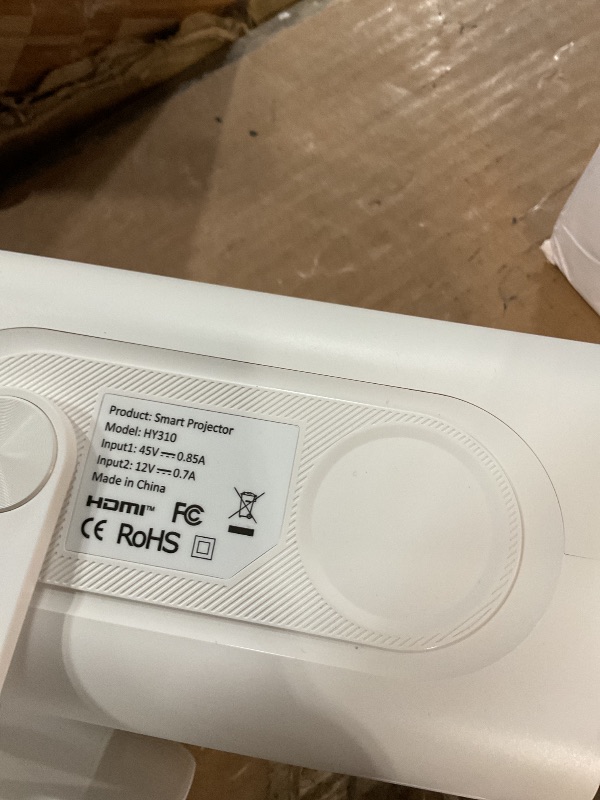 Product: Smart Projector
Model: HY310
Input1: 45V⎓0.85A
Input2: 12V⎓0.7A
Made in China
HDMI™ FC
CE RoHS